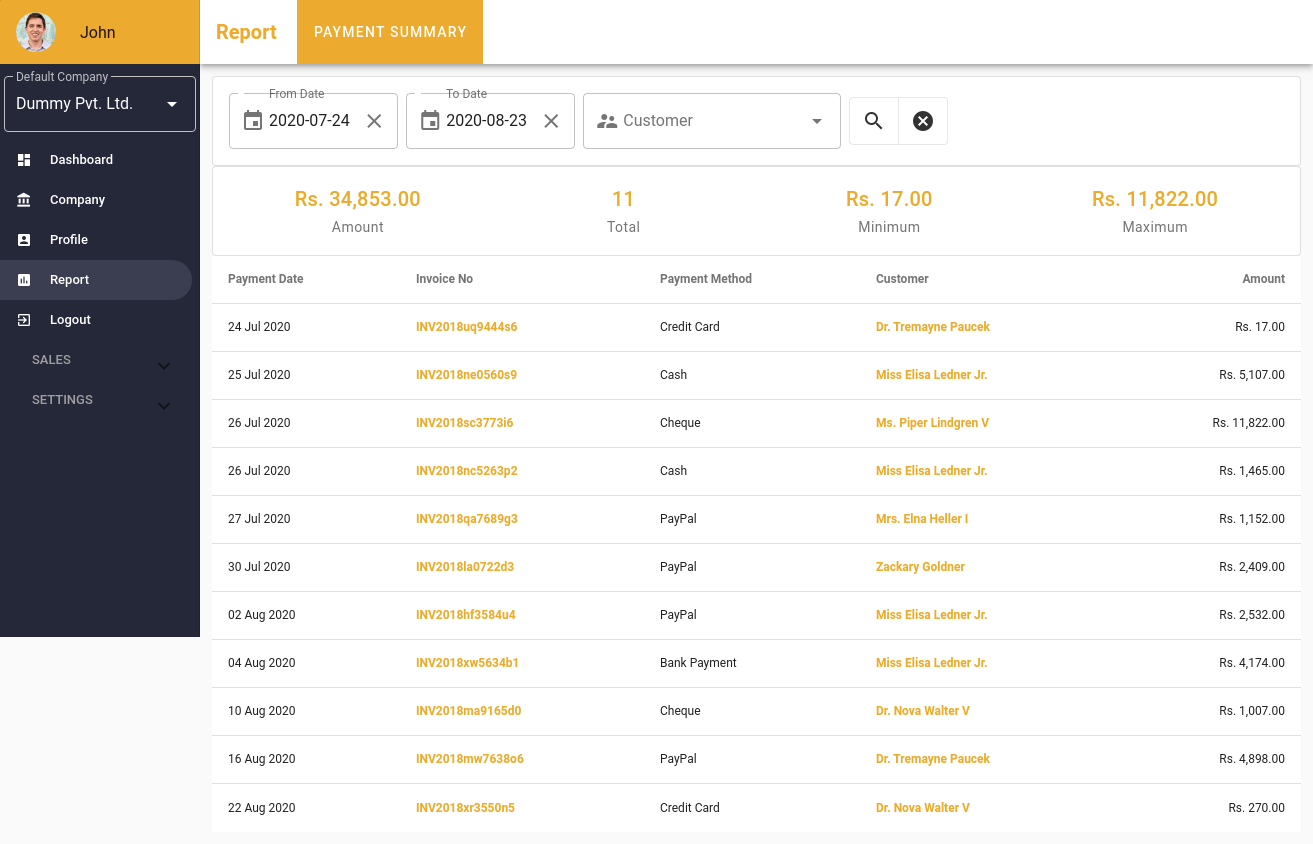 John
Report
PAYMENT SUMMARY
Default Company
Dummy Pvt. Ltd.
Dashboard
Company
Profile
Report
Logout
SALES
SETTINGS
From Date
2020-07-24
To Date
2020-08-23
Customer
Rs. 34,853.00 11 Rs. 17.00 Rs. 11,822.00
Amount Total Minimum Maximum
Payment Date Invoice No Payment Method Customer Amount
24 Jul 2020 INV2018uq9444s6 Credit Card Dr. Tremayne Paucek Rs. 17.00
25 Jul 2020 INV2018ne0560s9 Cash Miss Elisa Ledner Jr. Rs. 5,107.00
26 Jul 2020 INV2018sc3773i6 Cheque Ms. Piper Lindgren V Rs. 11,822.00
26 Jul 2020 INV2018nc5263p2 Cash Miss Elisa Ledner Jr. Rs. 1,465.00
27 Jul 2020 INV2018qa7689g3 PayPal Mrs. Elna Heller I Rs. 1,152.00
30 Jul 2020 INV2018la0722d3 PayPal Zackary Goldner Rs. 2,409.00
02 Aug 2020 INV2018hf3584u4 PayPal Miss Elisa Ledner Jr. Rs. 2,532.00
04 Aug 2020 INV2018xw5634b1 Bank Payment Miss Elisa Ledner Jr. Rs. 4,174.00
10 Aug 2020 INV2018ma9165d0 Cheque Dr. Nova Walter V Rs. 1,007.00
16 Aug 2020 INV2018mw7638o6 PayPal Dr. Tremayne Paucek Rs. 4,898.00
22 Aug 2020 INV2018xr3550n5 Credit Card Dr. Nova Walter V Rs. 270.00